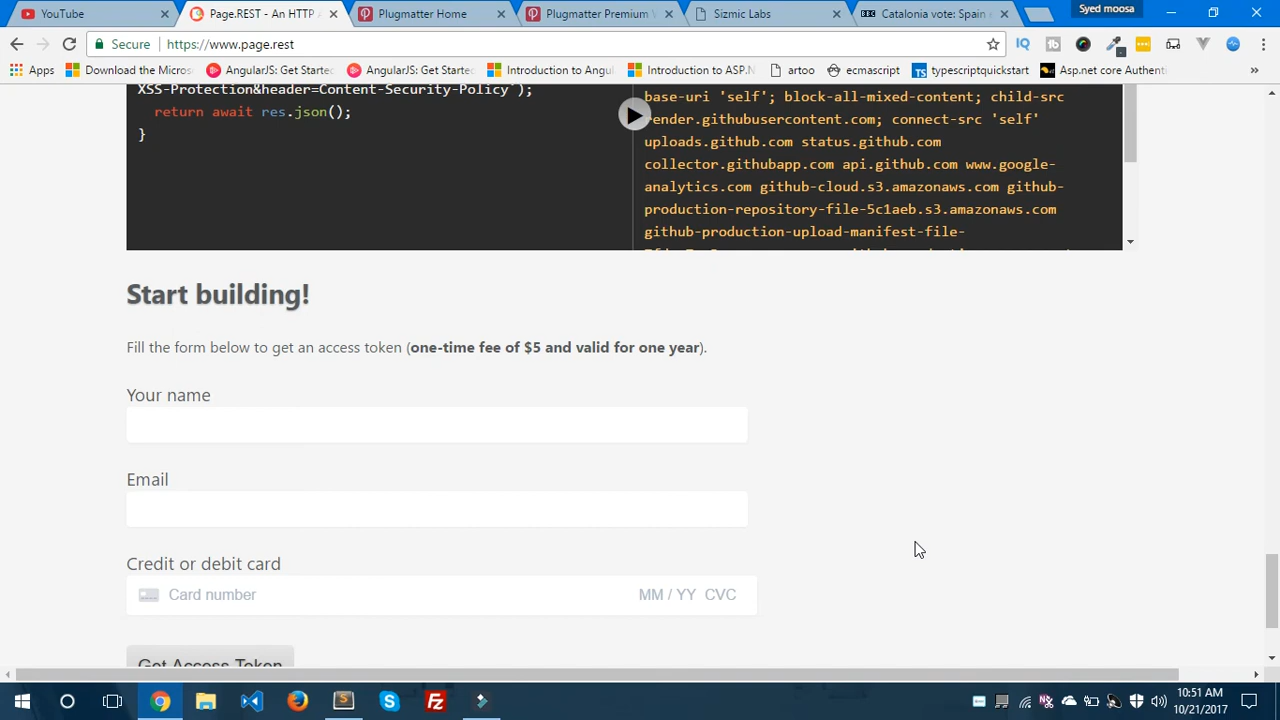 YouTube
Page.REST - An HTTP A
Plugmatter Home
Plugmatter Premium
Sizmic Labs
BBC Catalonia vote: Spain
Syed moosa
Secure
https://www.page.rest
IQ
tb
Apps
Download the Micros
AngularJS: Get Starte
AngularJS: Get Starte
Introduction to Angu
Introduction to ASP.N
artoo
ecmascript
TS typescriptquickstart
Asp.net core Authent
»
XSS-Protection&header=Content-Security-Policy`);
return await res.json();
}
base-uri 'self'; block-all-mixed-content; child-src
render.githubusercontent.com; connect-src 'self'
uploads.github.com status.github.com
collector.githubapp.com api.github.com www.google-
analytics.com github-cloud.s3.amazonaws.com github-
production-repository-file-5c1aeb.s3.amazonaws.com
github-production-upload-manifest-file-
Start building!
Fill the form below to get an access token (one-time fee of $5 and valid for one year).
Your name
Email
Credit or debit card
Card number
MM / YY CVC
Get Access Token
10:51 AM
10/21/2017